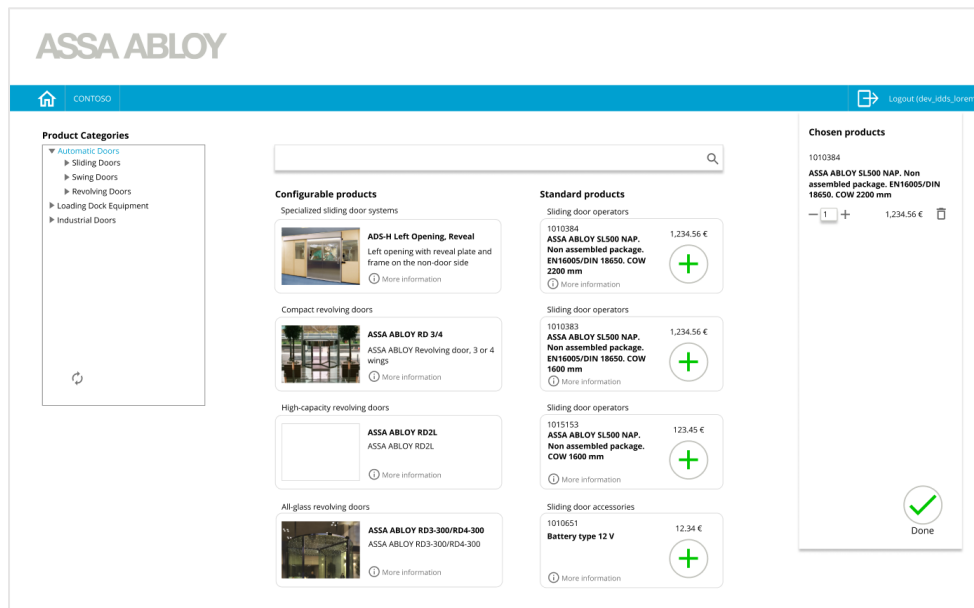 ASSA ABLOY
CONTOSO
Logout (dev_idds_lorem
Product Categories
Automatic Doors
Sliding Doors
Swing Doors
Revolving Doors
Loading Dock Equipment
Industrial Doors
Configurable products
Specialized sliding door systems
ADS-H Left Opening, Reveal
Left opening with reveal plate and
frame on the non-door side
More information
Compact revolving doors
ASSA ABLOY RD 3/4
ASSA ABLOY Revolving door, 3 or 4
wings
More information
High-capacity revolving doors
ASSA ABLOY RD2L
ASSA ABLOY RD2L
More information
All-glass revolving doors
ASSA ABLOY RD3-300/RD4-300
ASSA ABLOY RD3-300/RD4-300
More information
Standard products
Sliding door operators
1010384
1,234.56 €
ASSA ABLOY SL500 NAP.
Non assembled package.
EN16005/DIN 18650. COW
2200 mm
More information
Sliding door operators
1010383
1,234.56 €
ASSA ABLOY SL500 NAP.
Non assembled package.
EN16005/DIN 18650. COW
1600 mm
More information
Sliding door operators
1015153
123.45 €
ASSA ABLOY SL500 NAP.
Non assembled package.
COW 1600 mm
More information
Sliding door accessories
1010651
12.34 €
Battery type 12 V
More information
Chosen products
1010384
ASSA ABLOY SL500 NAP. Non
assembled package. EN16005/DIN
18650. COW 2200 mm
1
1,234.56 €
Done